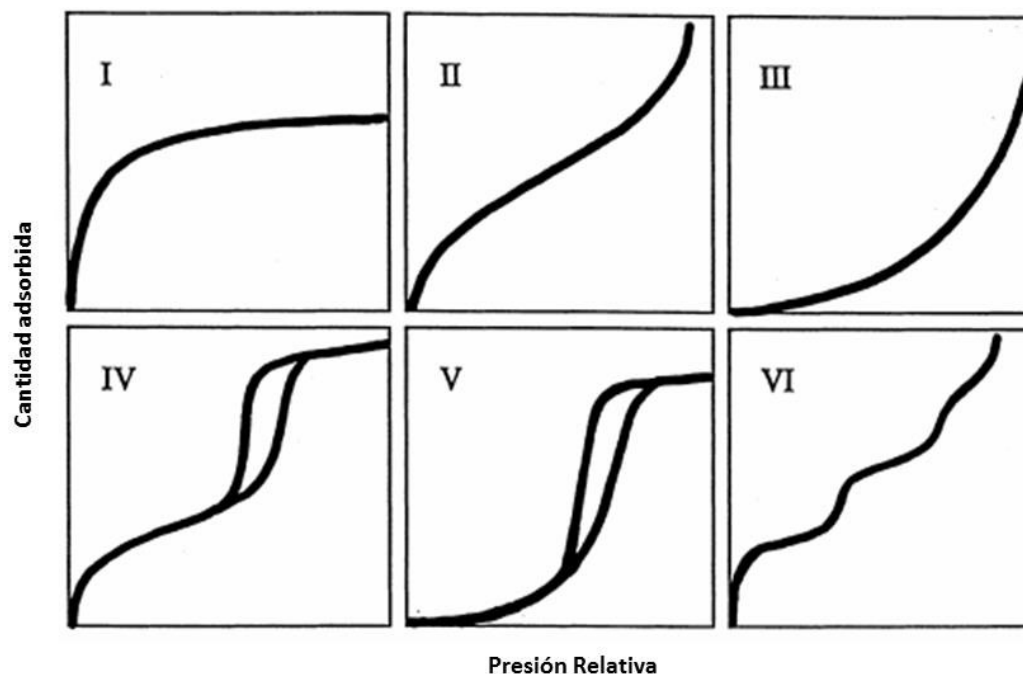 I
II
III
IV
V
VI
Cantidad adsorbida
Presión Relativa